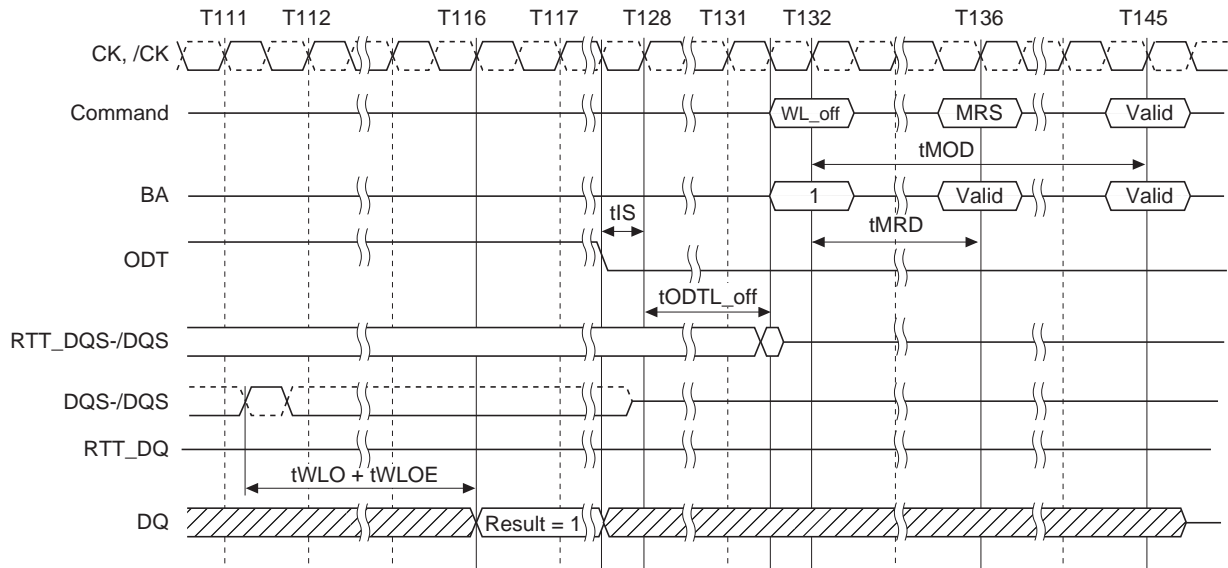 T111 T112 T116 T117 T128 T131 T132 T136 T145
CK, /CK
Command WL_off MRS Valid
tMOD
BA 1 Valid Valid
tIS
tMRD
ODT
tODTL_off
RTT_DQS-/DQS
DQS-/DQS
RTT_DQ
tWLO + tWLOE
DQ Result = 1